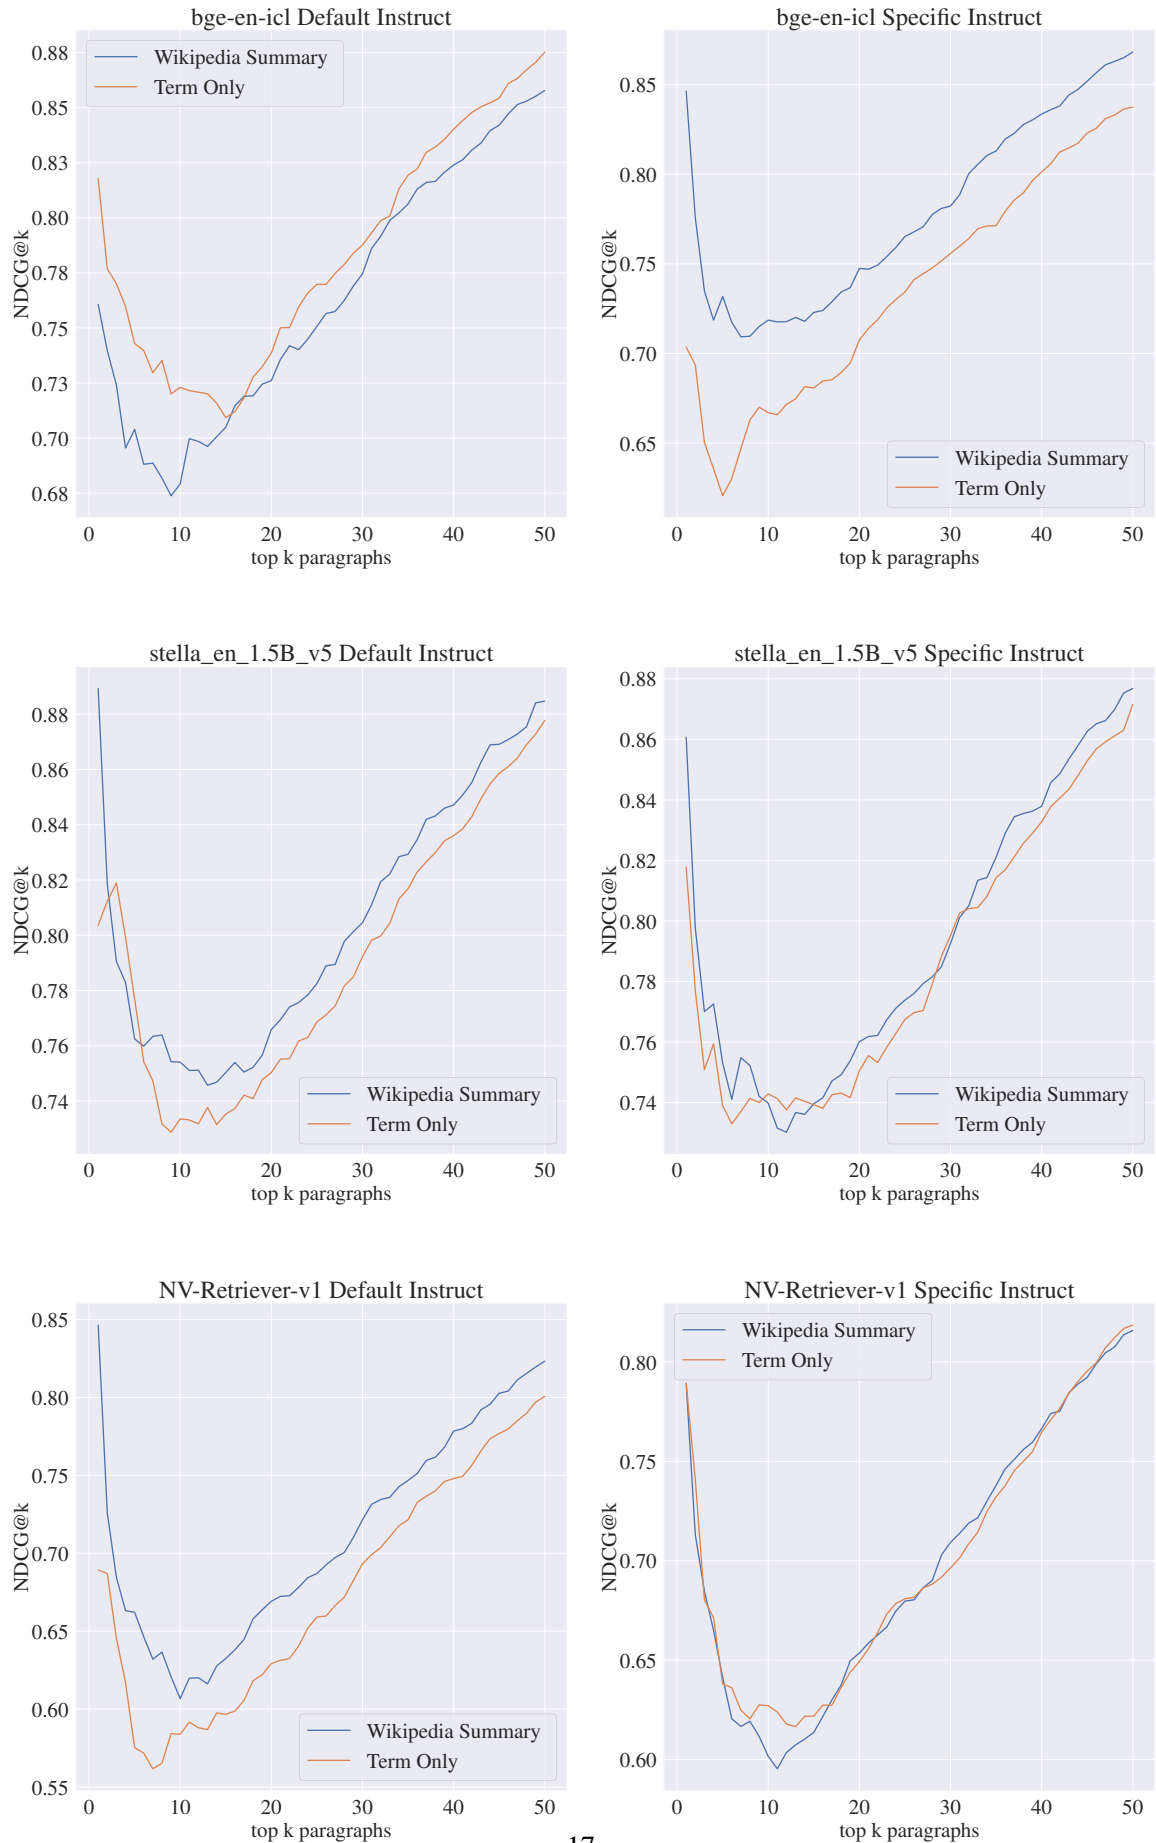 bge-en-icl Default Instruct
0.88
0.85
0.83
0.80
0.78
0.75
0.73
0.70
0.68
NDCG@k
Wikipedia Summary
Term Only
0 10 20 30 40 50
top k paragraphs
bge-en-icl Specific Instruct
0.85
0.80
0.75
0.70
0.65
NDCG@k
Wikipedia Summary
Term Only
0 10 20 30 40 50
top k paragraphs
stella_en_1.5B_v5 Default Instruct
0.88
0.86
0.84
0.82
0.80
0.78
0.76
0.74
NDCG@k
Wikipedia Summary
Term Only
0 10 20 30 40 50
top k paragraphs
stella_en_1.5B_v5 Specific Instruct
0.88
0.86
0.84
0.82
0.80
0.78
0.76
0.74
NDCG@k
Wikipedia Summary
Term Only
0 10 20 30 40 50
top k paragraphs
NV-Retriever-v1 Default Instruct
0.85
0.80
0.75
0.70
0.65
0.60
0.55
NDCG@k
Wikipedia Summary
Term Only
0 10 20 30 40 50
top k paragraphs
NV-Retriever-v1 Specific Instruct
0.80
0.75
0.70
0.65
0.60
NDCG@k
Wikipedia Summary
Term Only
0 10 20 30 40 50
top k paragraphs
17